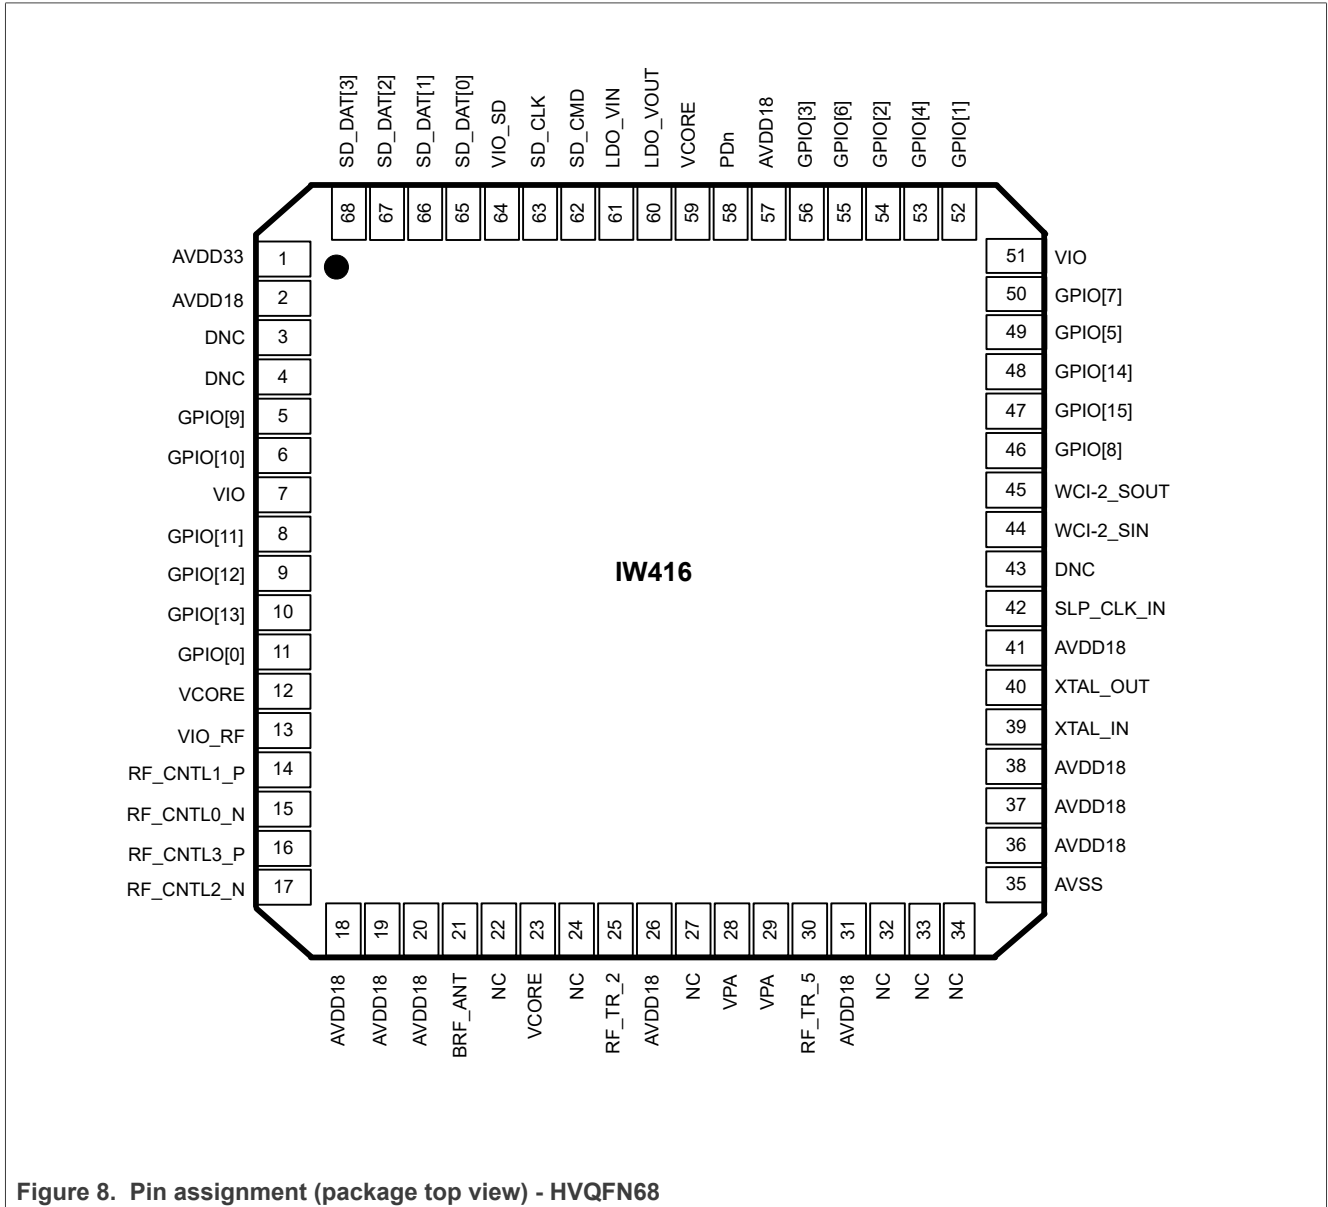 SD_DAT[3]
SD_DAT[2]
SD_DAT[1]
SD_DAT[0]
VIO_SD
SD_CLK
SD_CMD
LDO_VIN
LDO_VOUT
VCORE
PDn
AVDD18
GPIO[3]
GPIO[6]
GPIO[2]
GPIO[4]
GPIO[1]
68
67
66
65
64
63
62
61
60
59
58
57
56
55
54
53
52
AVDD33 1
AVDD18 2
DNC 3
DNC 4
GPIO[9] 5
GPIO[10] 6
VIO 7
GPIO[11] 8
GPIO[12] 9
GPIO[13] 10
GPIO[0] 11
VCORE 12
VIO_RF 13
RF_CNTL1_P 14
RF_CNTL0_N 15
RF_CNTL3_P 16
RF_CNTL2_N 17
IW416
51 VIO
50 GPIO[7]
49 GPIO[5]
48 GPIO[14]
47 GPIO[15]
46 GPIO[8]
45 WCI-2_SOUT
44 WCI-2_SIN
43 DNC
42 SLP_CLK_IN
41 AVDD18
40 XTAL_OUT
39 XTAL_IN
38 AVDD18
37 AVDD18
36 AVDD18
35 AVSS
18
19
20
21
22
23
24
25
26
27
28
29
30
31
32
33
34
AVDD18
AVDD18
AVDD18
BRF_ANT
NC
VCORE
NC
RF_TR_2
AVDD18
NC
VPA
VPA
RF_TR_5
AVDD18
NC
NC
NC
Figure 8. Pin assignment (package top view) - HVQFN68